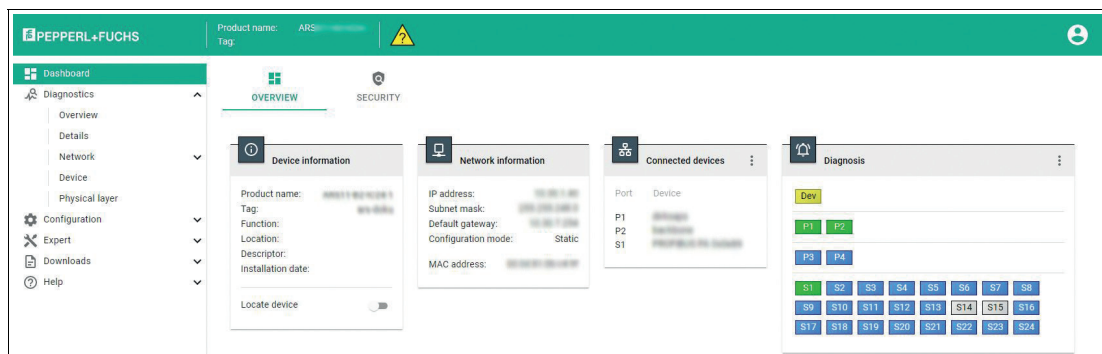 PEPPERL+FUCHS
Product name: ARS
Tag:
?
Dashboard
Diagnostics
Overview
Details
Network
Device
Physical layer
Configuration
Expert
Downloads
Help
OVERVIEW
SECURITY
Device information
Product name:
Tag:
Function:
Location:
Descriptor:
Installation date:
Locate device
Network information
IP address:
Subnet mask:
Default gateway:
Configuration mode: Static
MAC address:
Connected devices
Port Device
P1
P2
S1
Diagnosis
Dev
P1 P2
P3 P4
S1 S2 S3 S4 S5 S6 S7 S8
S9 S10 S11 S12 S13 S14 S15 S16
S17 S18 S19 S20 S21 S22 S23 S24